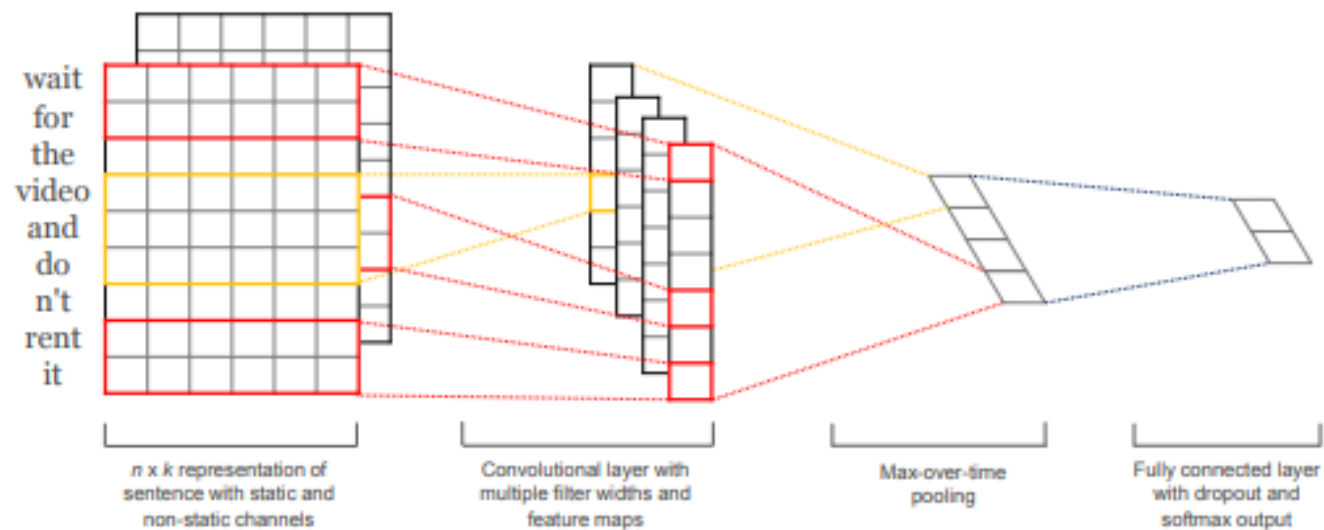 wait
for
the
video
and
do
n't
rent
it
n x k representation of
sentence with static and
non-static channels
Convolutional layer with
multiple filter widths and
feature maps
Max-over-time
pooling
Fully connected layer
with dropout and
softmax output